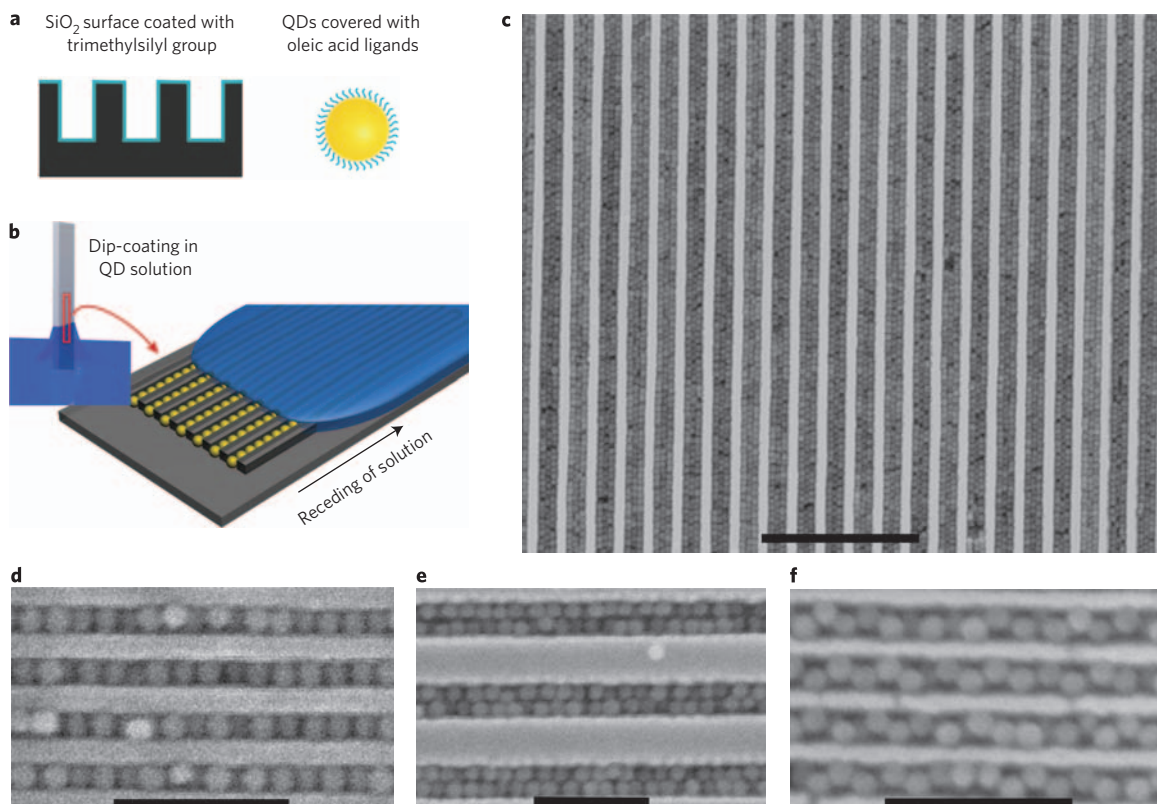 a
SiO₂ surface coated with
trimethylsilyl group
QDs covered with
oleic acid ligands
b
Dip-coating in
QD solution
Receding of solution
c
d
e
f